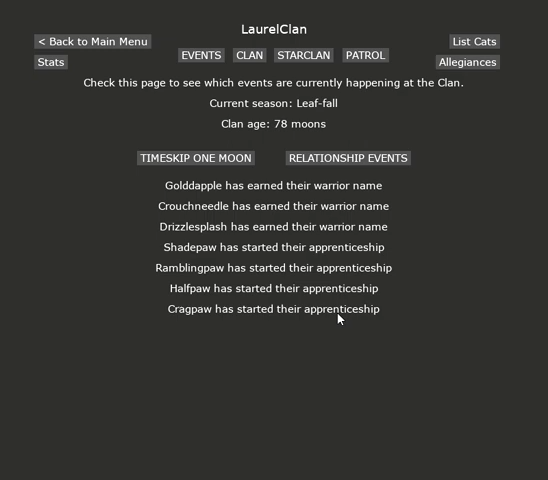 LaurelClan
< Back to Main Menu
EVENTS
CLAN
STARCLAN
PATROL
List Cats
Stats
Allegiances
Check this page to see which events are currently happening at the Clan.
Current season: Leaf-fall
Clan age: 78 moons
TIMESKIP ONE MOON
RELATIONSHIP EVENTS
Golddapple has earned their warrior name
Crouchneedle has earned their warrior name
Drizzlesplash has earned their warrior name
Shadepaw has started their apprenticeship
Ramblingpaw has started their apprenticeship
Halfpaw has started their apprenticeship
Cragpaw has started their apprenticeship